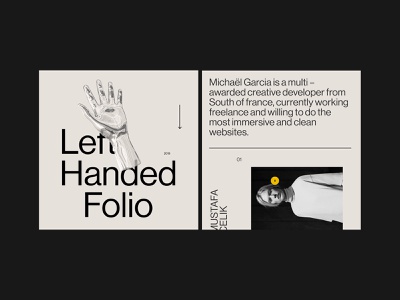 Left
Handed
Folio
Michaël Garcia is a multi –
awarded creative developer from
South of france, currently working
freelance and willing to do the
most immersive and clean
websites.
01
MUSTAFA
CELIK